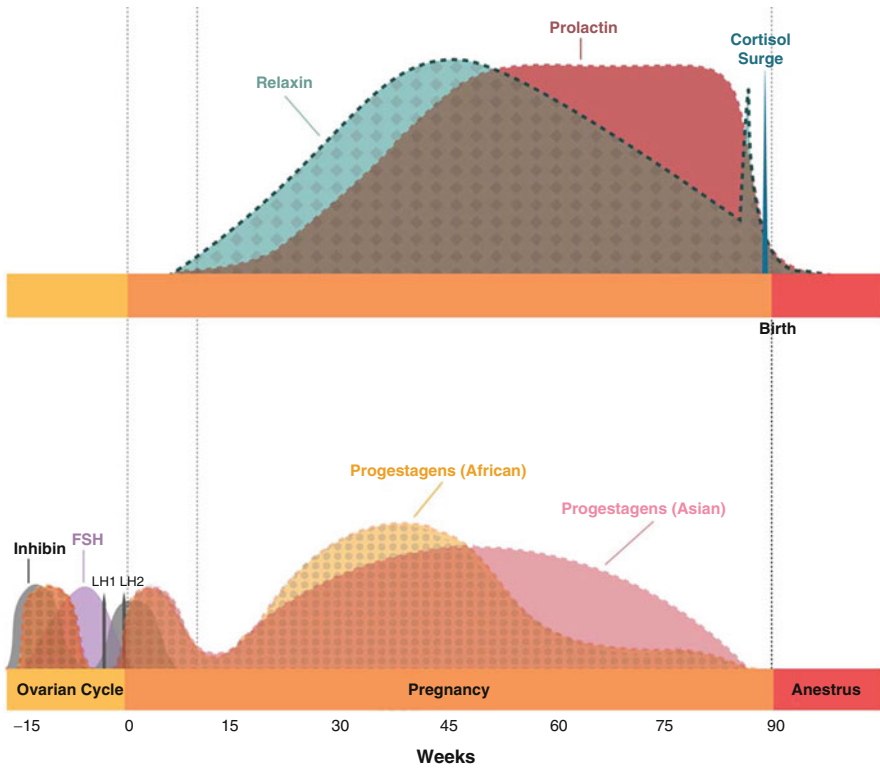 Prolactin
Cortisol
Surge
Relaxin
Birth
Progestagens (African)
Progestagens (Asian)
Inhibin
FSH
LH1 LH2
Ovarian Cycle
Pregnancy
Anestrus
–15 0 15 30 45 60 75 90
Weeks